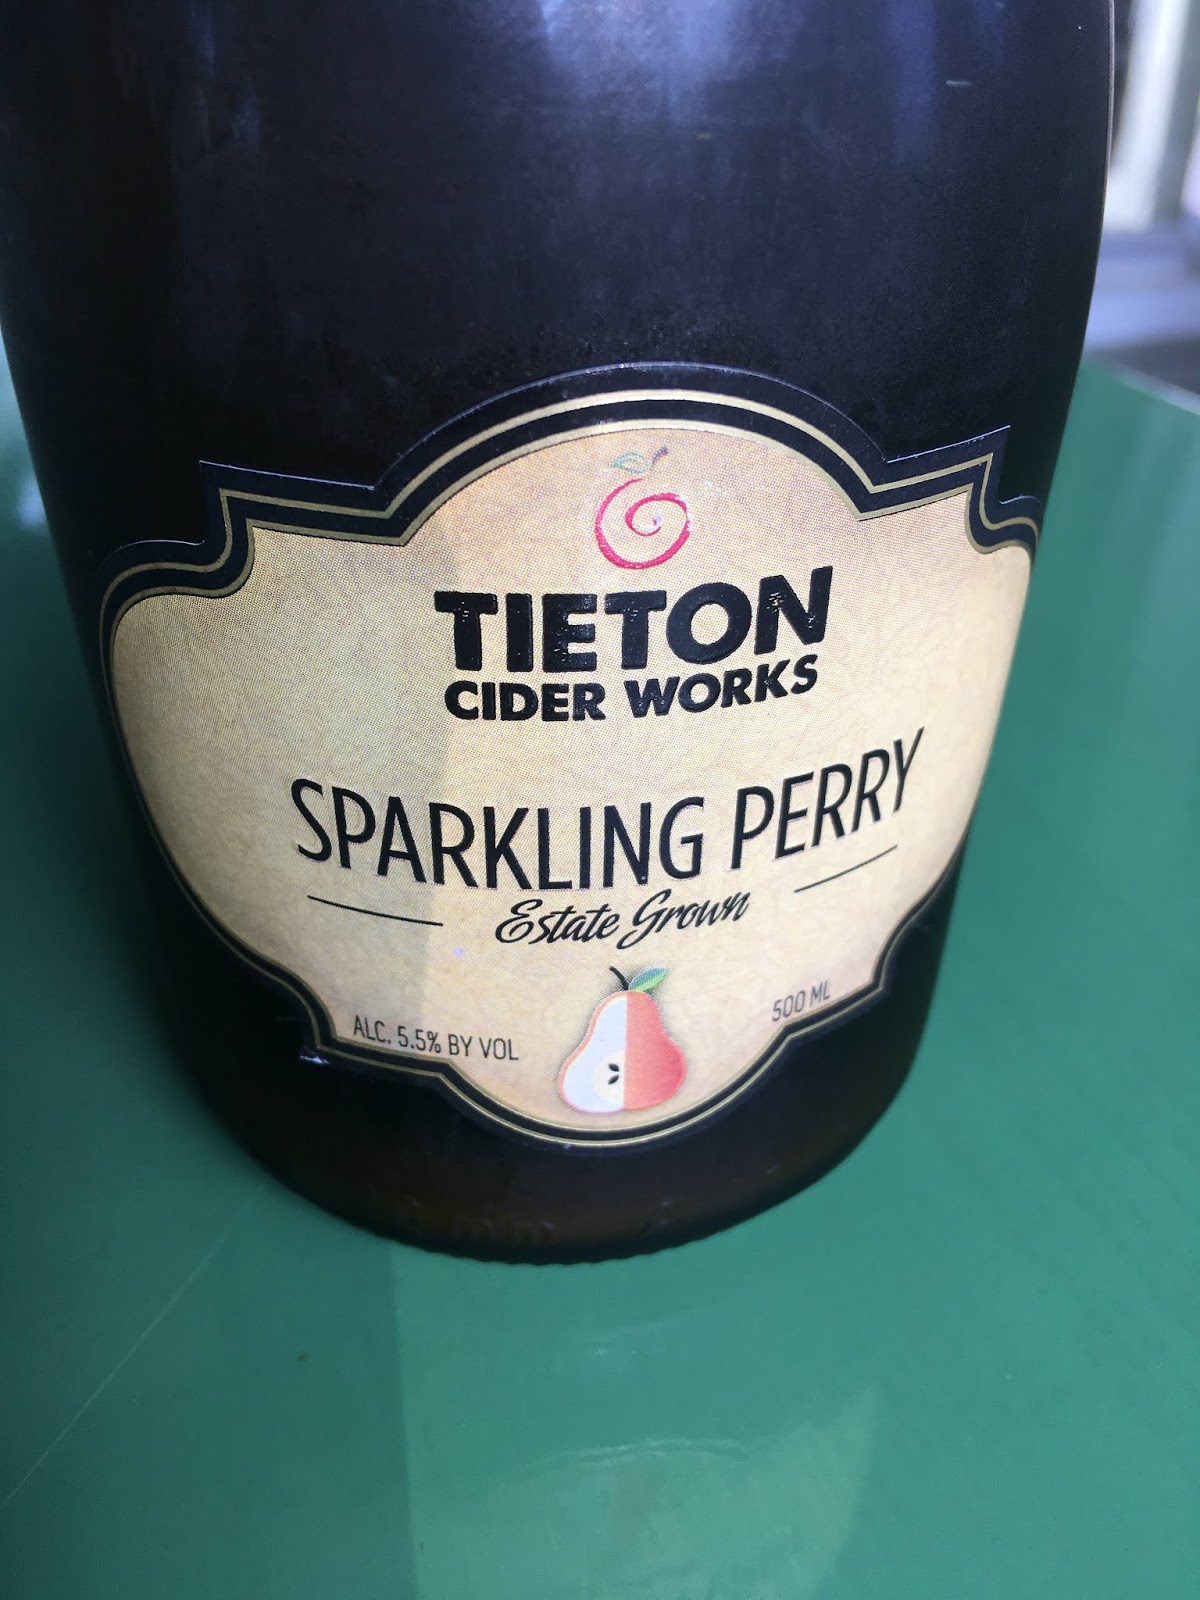 TIETON
CIDER WORKS
SPARKLING PERRY
Estate Grown
ALC. 5.5% BY VOL
500 ML